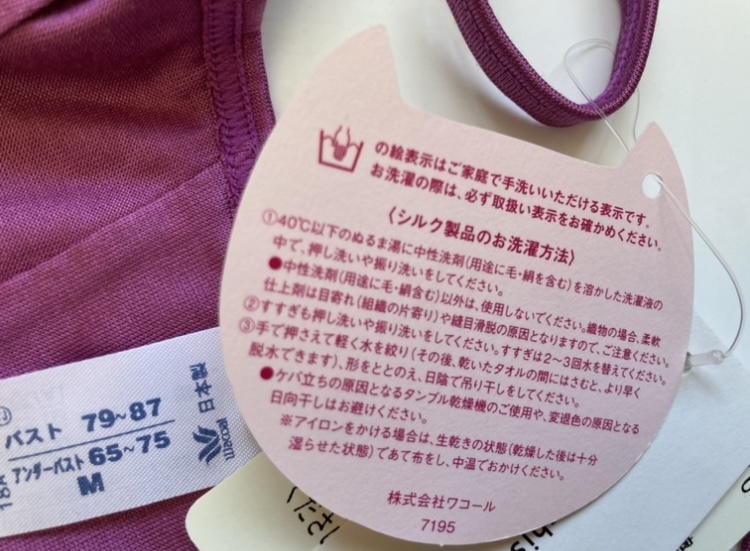 の絵表示はご家庭で手洗いいただける表示です。
お洗濯の際は、必ず取扱い表示をお確かめください。
〈シルク製品のお洗濯方法〉
①40℃以下のぬるま湯に中性洗剤(用途に毛・絹を含む)を溶かした洗濯液の
中で、押し洗いや振り洗いをしてください。
●中性洗剤(用途に毛・絹含む)以外は、使用しないでください。織物の場合、柔軟
仕上剤は目寄れ(組織の片寄り)や縫目滑脱の原因となりますので、ご注意ください。
②すすぎも押し洗いや振り洗いをしてください。すすぎは2〜3回水を替えてください。
③手で押さえて軽く水を絞り(その後、乾いたタオルの間にはさむと、より早く
脱水できます)、形をととのえ、日陰で吊り干しをしてください。
●ケバ立ちの原因となるタンブル乾燥機のご使用や、変退色の原因となる
日向干しはお避けください。
※アイロンをかける場合は、生乾きの状態(乾燥した後は十分
湿らせた状態)であて布をし、中温でおかけください。
株式会社ワコール
7195
バスト 79~87
アンダーバスト 65~75
M
日本製
Wacoal
ください
his